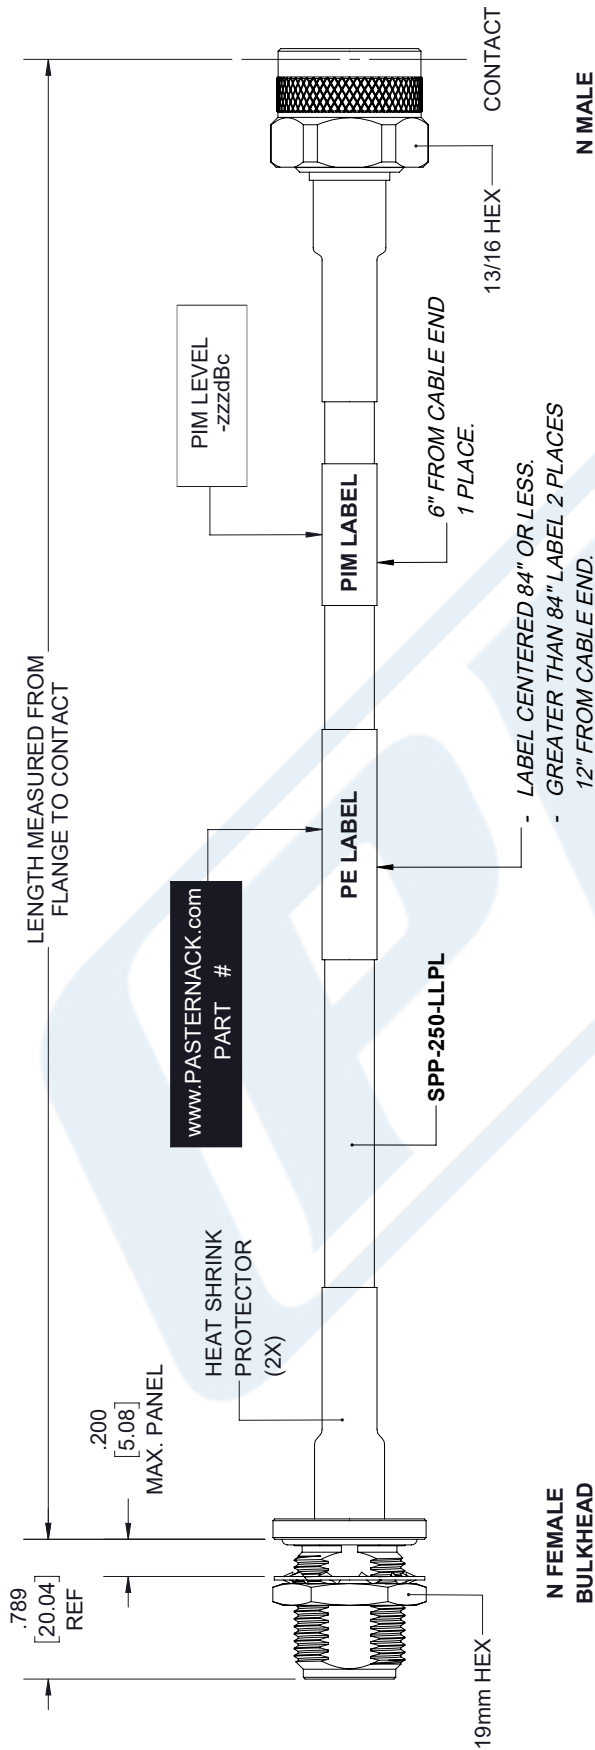 LENGTH MEASURED FROM
FLANGE TO CONTACT
.789
[20.04]
REF
.200
[5.08]
MAX. PANEL
HEAT SHRINK
PROTECTOR
(2X)
www.PASTERNACK.com
PART #
PIM LEVEL
-zzzdBc
PE LABEL
PIM LABEL
SPP-250-LLPL
6" FROM CABLE END
1 PLACE.
- LABEL CENTERED 84" OR LESS.
- GREATER THAN 84" LABEL 2 PLACES
12" FROM CABLE END.
19mm HEX
13/16 HEX
CONTACT
N FEMALE
BULKHEAD
N MALE